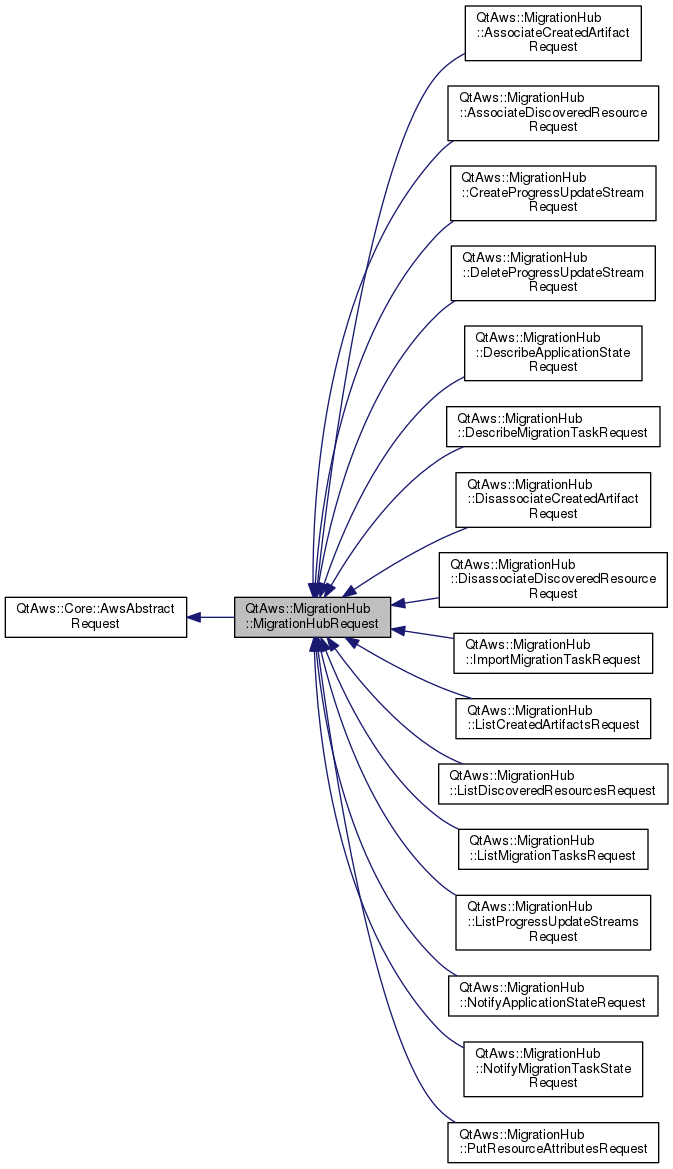 QtAws::MigrationHub
::AssociateCreatedArtifact
Request
QtAws::MigrationHub
::AssociateDiscoveredResource
Request
QtAws::MigrationHub
::CreateProgressUpdateStream
Request
QtAws::MigrationHub
::DeleteProgressUpdateStream
Request
QtAws::MigrationHub
::DescribeApplicationState
Request
QtAws::MigrationHub
::DescribeMigrationTaskRequest
QtAws::MigrationHub
::DisassociateCreatedArtifact
Request
QtAws::MigrationHub
::DisassociateDiscoveredResource
Request
QtAws::Core::AwsAbstract
Request
QtAws::MigrationHub
::MigrationHubRequest
QtAws::MigrationHub
::ImportMigrationTaskRequest
QtAws::MigrationHub
::ListCreatedArtifactsRequest
QtAws::MigrationHub
::ListDiscoveredResourcesRequest
QtAws::MigrationHub
::ListMigrationTasksRequest
QtAws::MigrationHub
::ListProgressUpdateStreams
Request
QtAws::MigrationHub
::NotifyApplicationStateRequest
QtAws::MigrationHub
::NotifyMigrationTaskState
Request
QtAws::MigrationHub
::PutResourceAttributesRequest